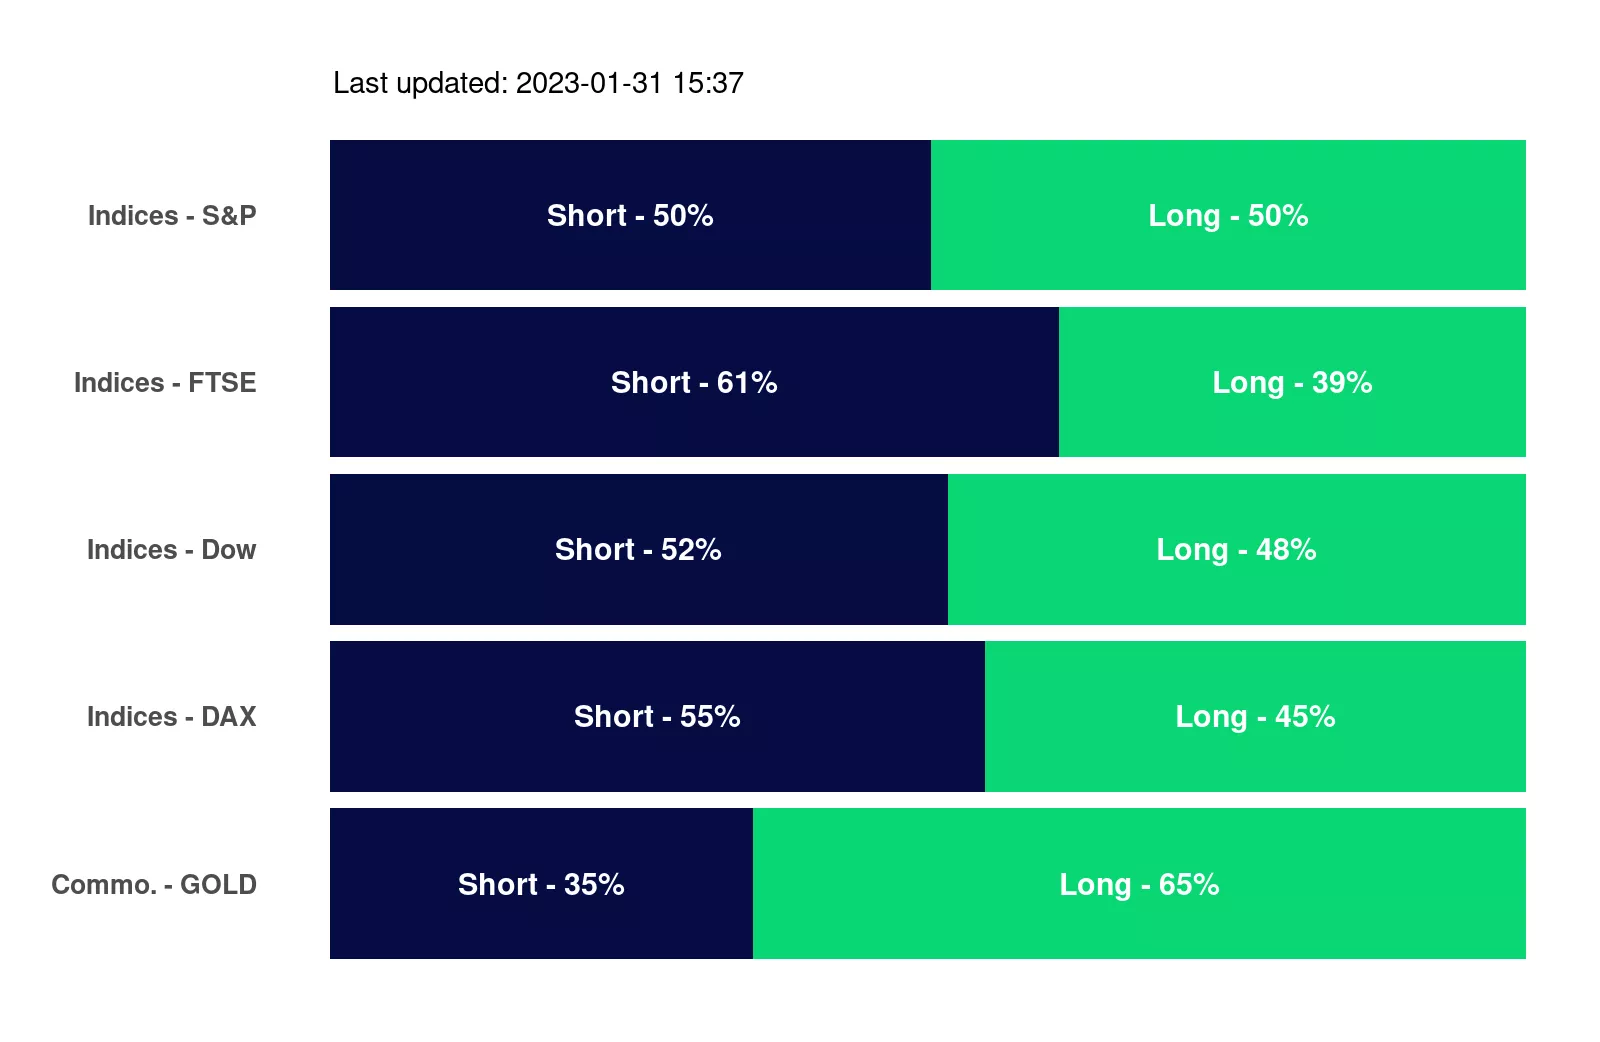 Last updated: 2023-01-31 15:37
Indices - S&P Short - 50% Long - 50%
Indices - FTSE Short - 61% Long - 39%
Indices - Dow Short - 52% Long - 48%
Indices - DAX Short - 55% Long - 45%
Commo. - GOLD Short - 35% Long - 65%